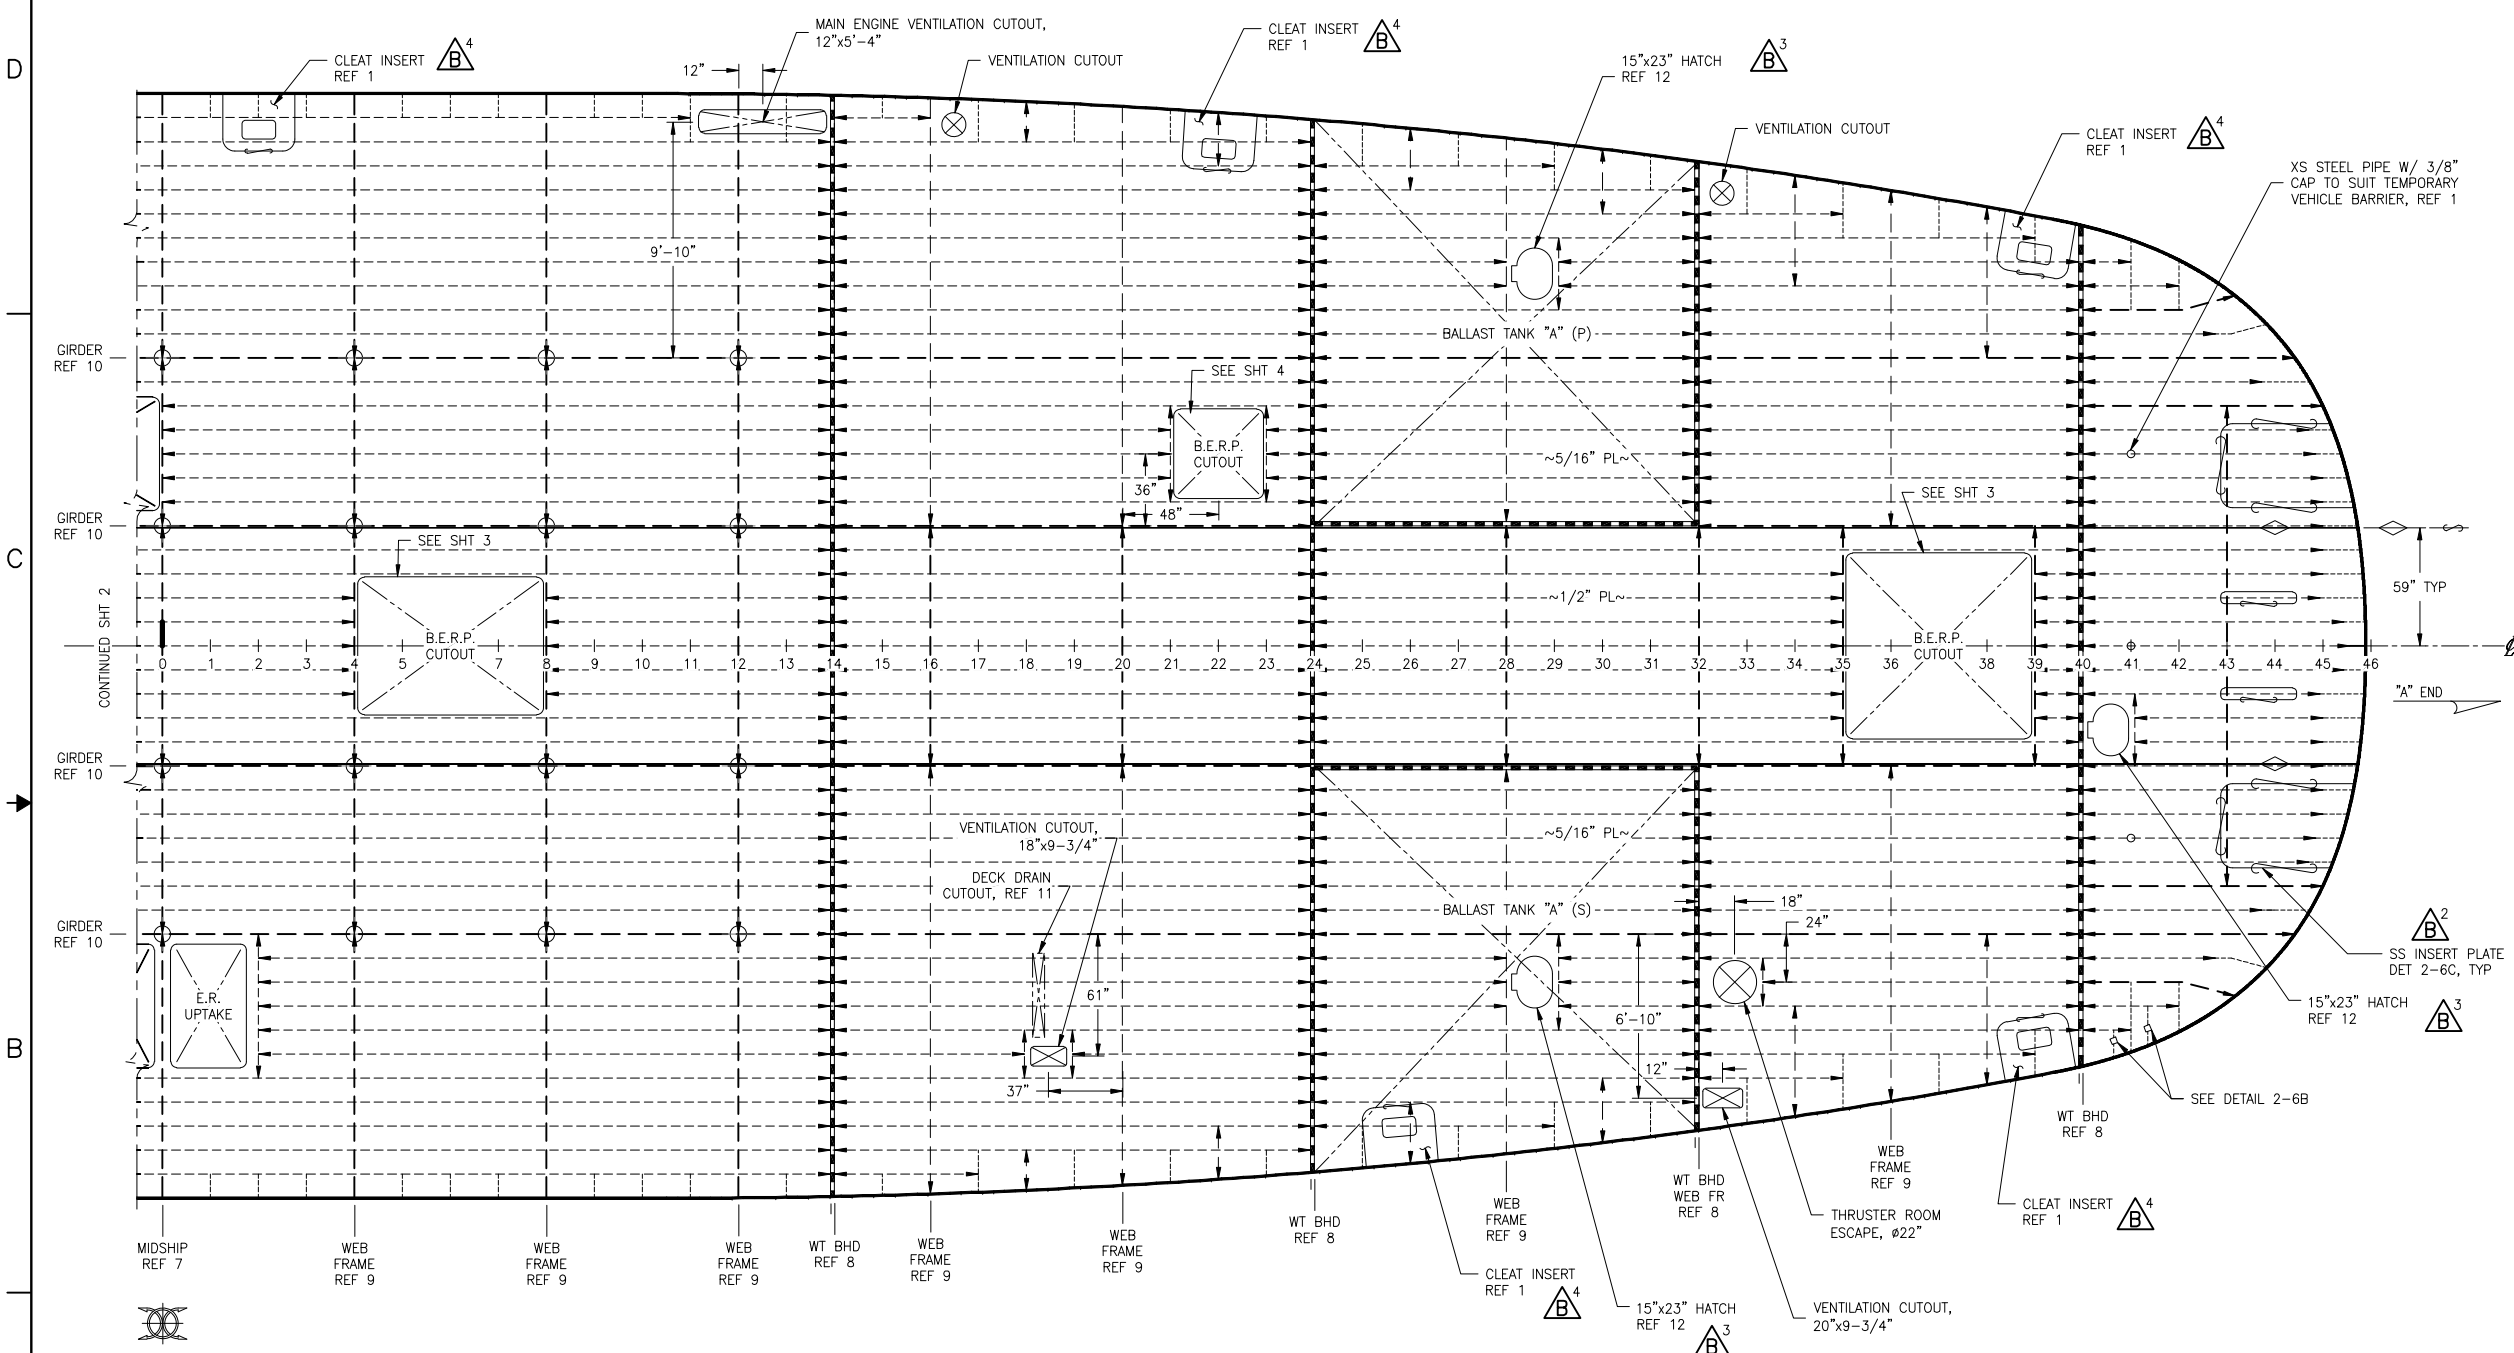 D
C
B
CLEAT INSERT
REF 1
B 4
MAIN ENGINE VENTILATION CUTOUT,
12"x5'-4"
12"
VENTILATION CUTOUT
CLEAT INSERT
REF 1
B 4
15"x23" HATCH
REF 12
B 3
VENTILATION CUTOUT
CLEAT INSERT
REF 1
B 4
XS STEEL PIPE W/ 3/8"
CAP TO SUIT TEMPORARY
VEHICLE BARRIER, REF 1
9'-10"
BALLAST TANK "A" (P)
GIRDER
REF 10
SEE SHT 4
B.E.R.P.
CUTOUT
~5/16" PL~
36"
48"
SEE SHT 3
GIRDER
REF 10
SEE SHT 3
59" TYP
~1/2" PL~
CONTINUED SHT 2
B.E.R.P.
CUTOUT
B.E.R.P.
CUTOUT
0 1 2 3 4 5 7 8 9 10 11 12 13 14 15 16 17 18 19 20 21 22 23 24 25 26 27 28 29 30 31 32 33 34 35 36 38 39 40 41 42 43 44 45 46
"A" END
GIRDER
REF 10
VENTILATION CUTOUT,
18"x9-3/4"
~5/16" PL~
DECK DRAIN
CUTOUT, REF 11
BALLAST TANK "A" (S)
18"
24"
GIRDER
REF 10
B 2
SS INSERT PLATE
DET 2-6C, TYP
E.R.
UPTAKE
61"
6'-10"
15"x23" HATCH
REF 12
B 3
12"
37"
SEE DETAIL 2-6B
WT BHD
REF 8
WEB
FRAME
REF 9
WT BHD
WEB FR
REF 8
CLEAT INSERT
REF 1
B 4
THRUSTER ROOM
ESCAPE, ø22"
MIDSHIP
REF 7
WEB
FRAME
REF 9
WEB
FRAME
REF 9
WEB
FRAME
REF 9
WT BHD
REF 8
WEB
FRAME
REF 9
WEB
FRAME
REF 9
WT BHD
REF 8
WEB
FRAME
REF 9
CLEAT INSERT
REF 1
B 4
15"x23" HATCH
REF 12
B 3
VENTILATION CUTOUT,
20"x9-3/4"